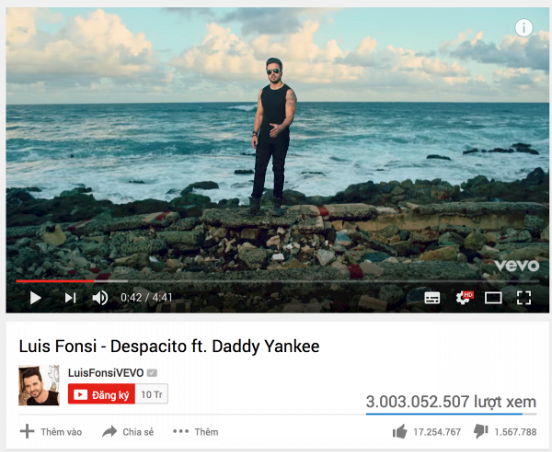 vevo
0:42 / 4:41
HD
Luis Fonsi - Despacito ft. Daddy Yankee
LuisFonsiVEVO
Đăng ký 10 Tr
3.003.052.507 lượt xem
Thêm vào Chia sẻ Thêm 17.254.767 1.567.788